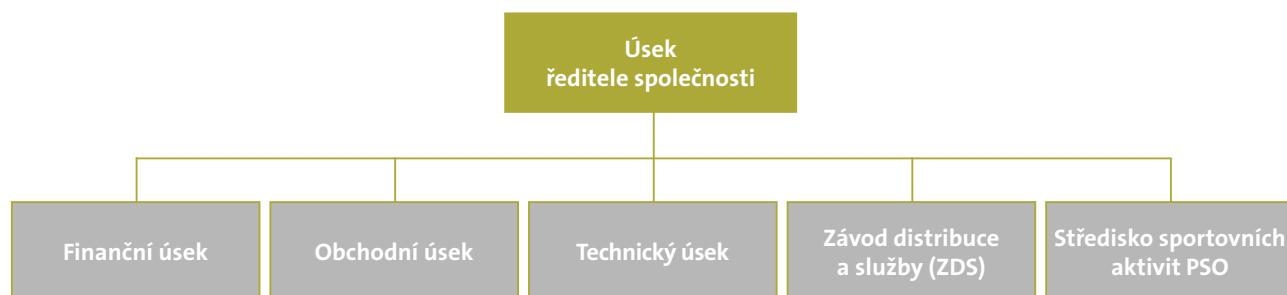 Úsek
ředitele společnosti
Finanční úsek
Obchodní úsek
Technický úsek
Závod distribuce
a služby (ZDS)
Středisko sportovních
aktivit PSO